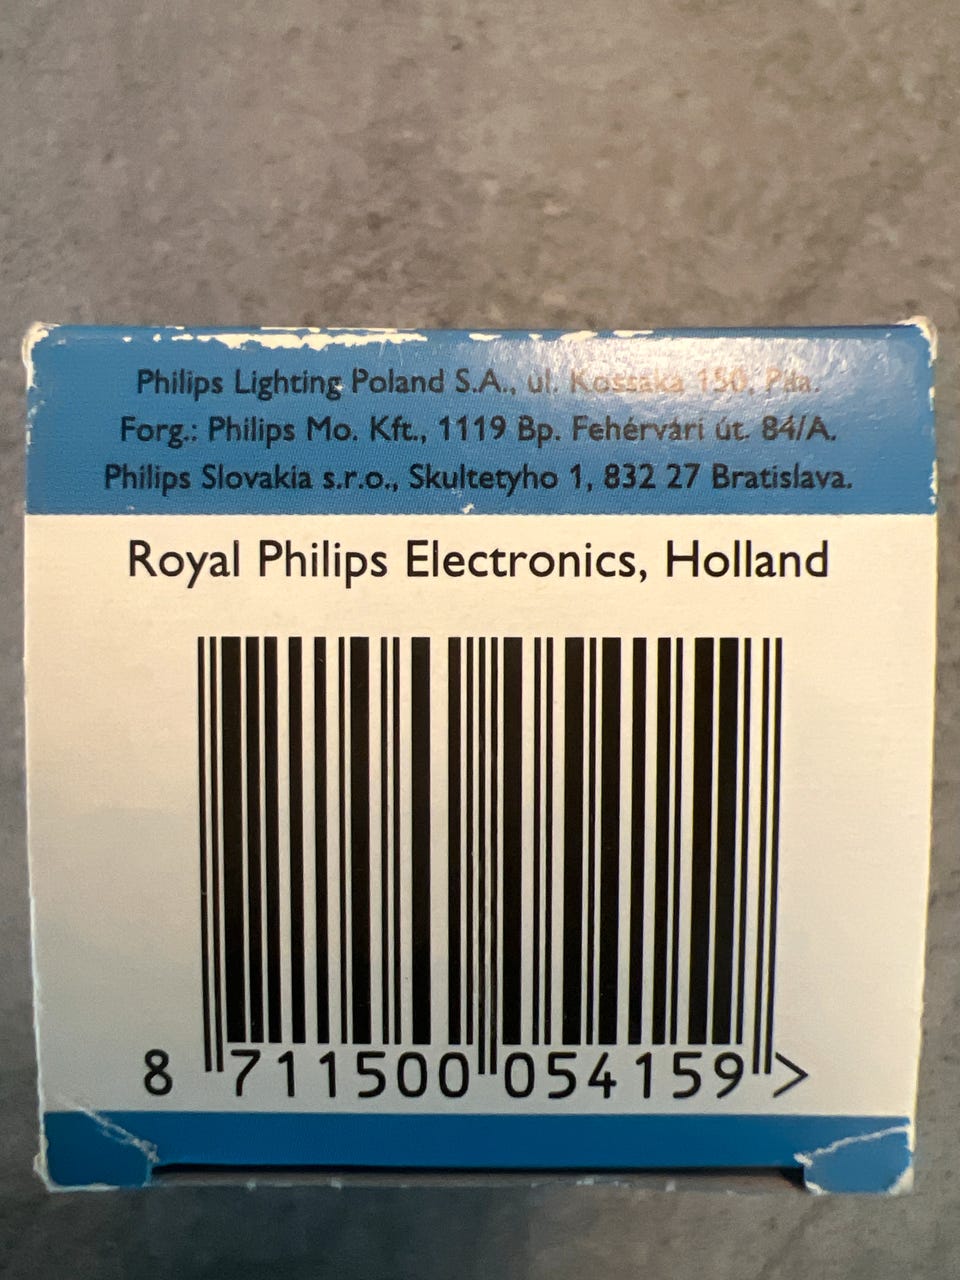 Philips Lighting Poland S.A., ul. Kossaka 150, Piła.
Forg.: Philips Mo. Kft., 1119 Bp. Fehérvári út. 84/A.
Philips Slovakia s.r.o., Skultetyho 1, 832 27 Bratislava.
Royal Philips Electronics, Holland
8 711500 054159 >